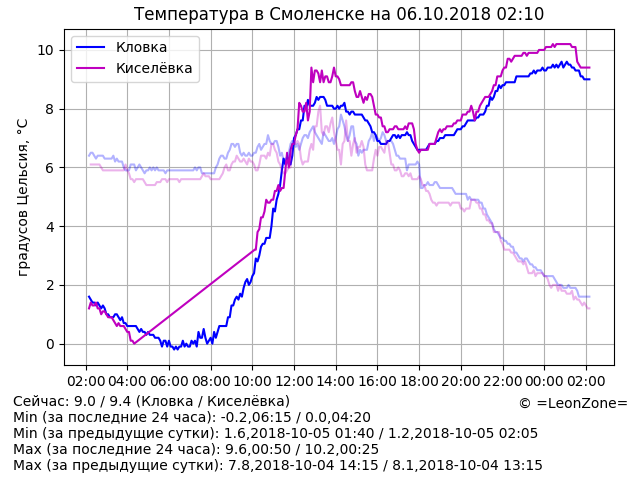 Температура в Смоленске на 06.10.2018 02:10
Кловка
Киселёвка
градусов Цельсия, °C
10
8
6
4
2
0
02:00 04:00 06:00 08:00 10:00 12:00 14:00 16:00 18:00 20:00 22:00 00:00 02:00
Сейчас: 9.0 / 9.4 (Кловка / Киселёвка)
© =LeonZone=
Min (за последние 24 часа): -0.2,06:15 / 0.0,04:20
Min (за предыдущие сутки): 1.6,2018-10-05 01:40 / 1.2,2018-10-05 02:05
Max (за последние 24 часа): 9.6,00:50 / 10.2,00:25
Max (за предыдущие сутки): 7.8,2018-10-04 14:15 / 8.1,2018-10-04 13:15